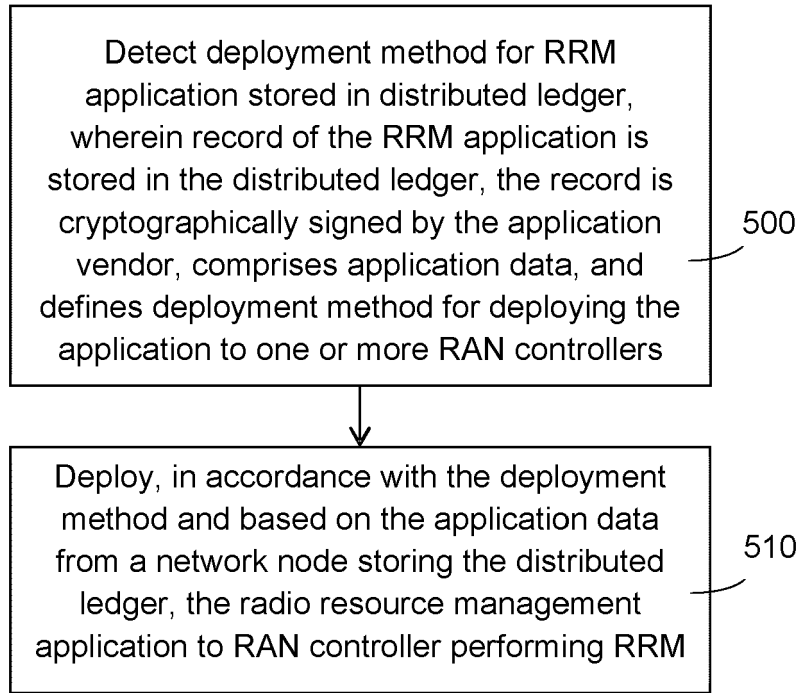 Detect deployment method for RRM
application stored in distributed ledger,
wherein record of the RRM application is
stored in the distributed ledger, the record is
cryptographically signed by the application
vendor, comprises application data, and
defines deployment method for deploying the
application to one or more RAN controllers
500
Deploy, in accordance with the deployment
method and based on the application data
from a network node storing the distributed
ledger, the radio resource management
application to RAN controller performing RRM
510